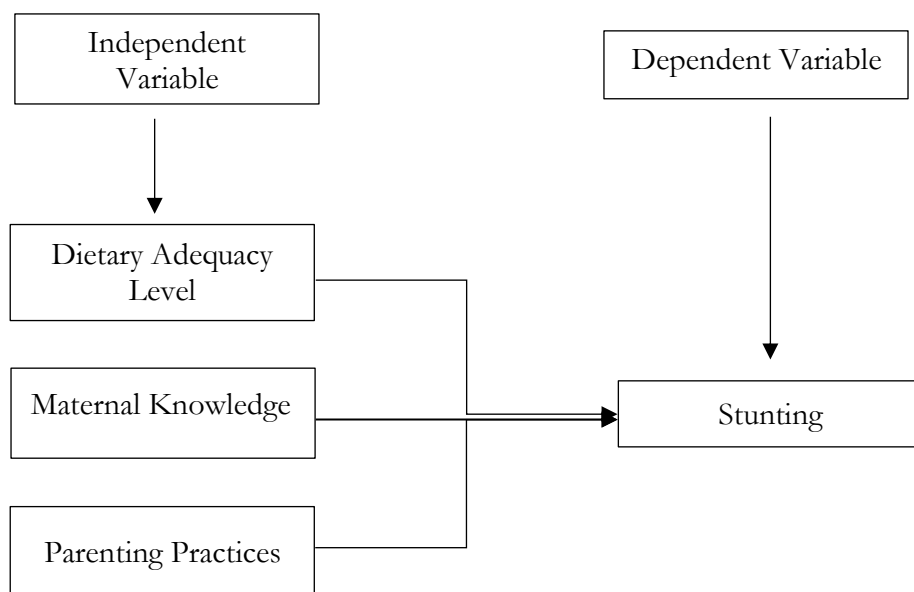 Independent
Variable
Dependent Variable
Dietary Adequacy
Level
Maternal Knowledge
Stunting
Parenting Practices